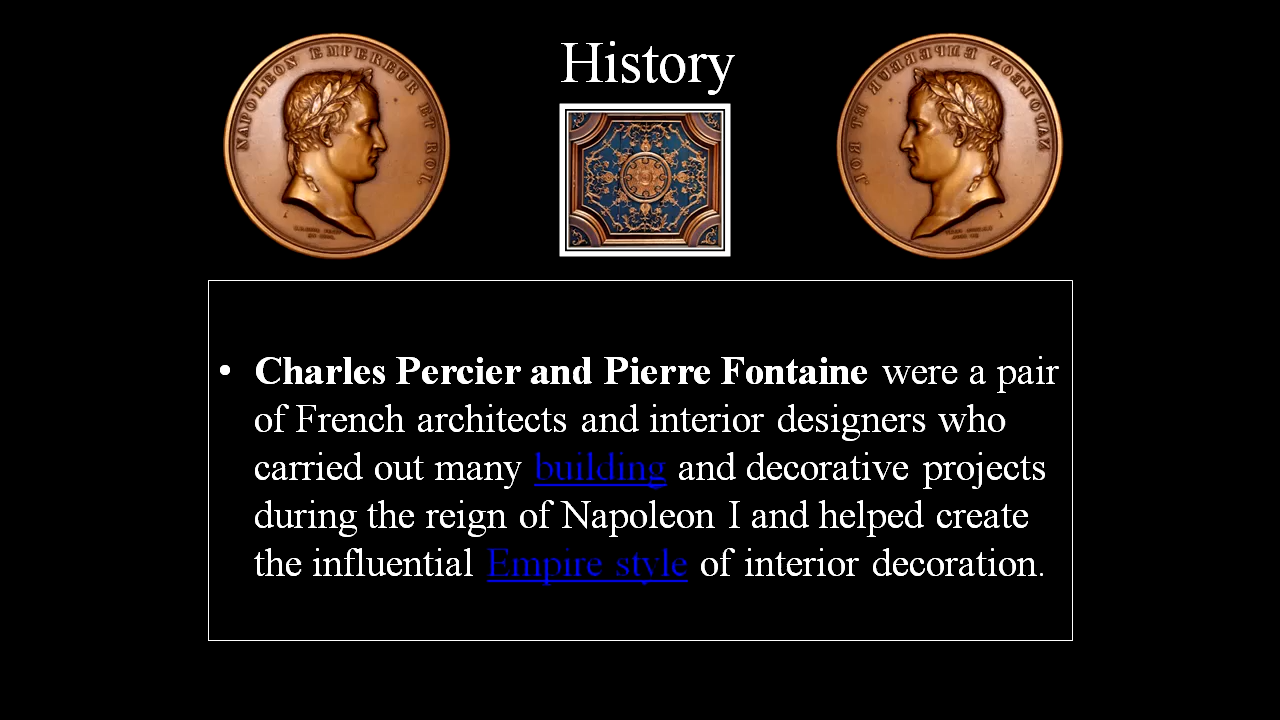 NAPOLEON EMPEREUR ET ROI.
History
NAPOLEON EMPEREUR ET ROI.
• Charles Percier and Pierre Fontaine were a pair
of French architects and interior designers who
carried out many building and decorative projects
during the reign of Napoleon I and helped create
the influential Empire style of interior decoration.